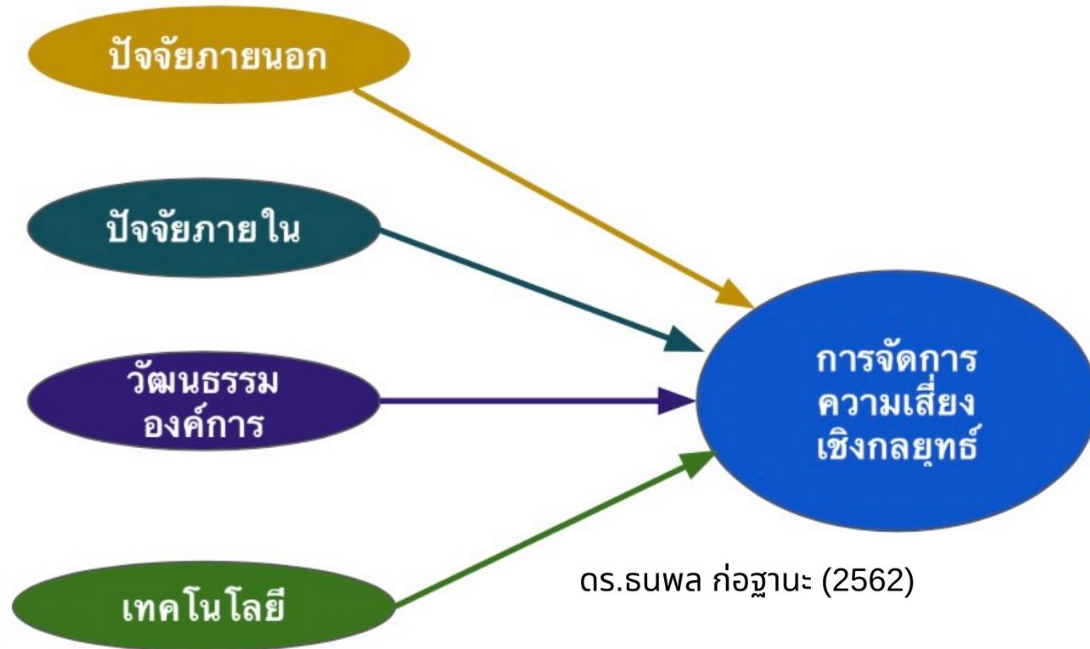 ปัจจัยภายนอก
ปัจจัยภายใน
วัฒนธรรม
องค์การ
เทคโนโลยี
การจัดการ
ความเสี่ยง
เชิงกลยุทธ์
ดร.ธนพล ก่อฐานะ (2562)